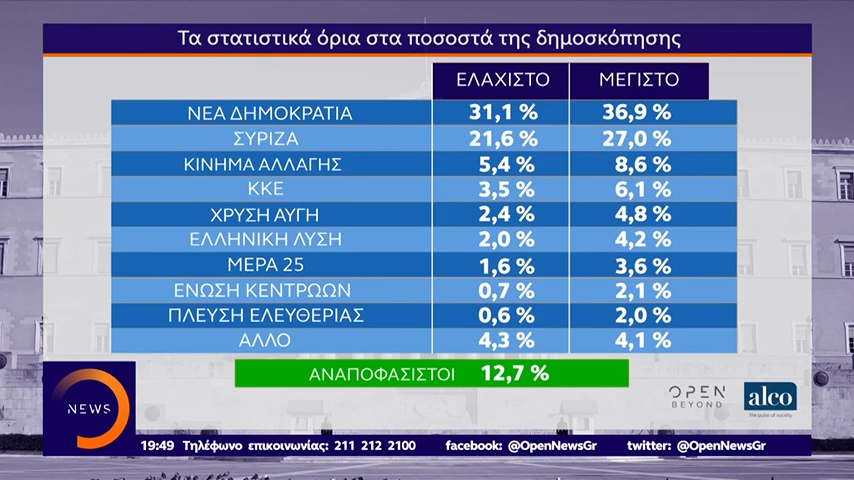 Τα στατιστικά όρια στα ποσοστά της δημοσκόπησης
ΕΛΑΧΙΣΤΟ ΜΕΓΙΣΤΟ
ΝΕΑ ΔΗΜΟΚΡΑΤΙΑ 31,1 % 36,9 %
ΣΥΡΙΖΑ 21,6 % 27,0 %
ΚΙΝΗΜΑ ΑΛΛΑΓΗΣ 5,4 % 8,6 %
ΚΚΕ 3,5 % 6,1 %
ΧΡΥΣΗ ΑΥΓΗ 2,4 % 4,8 %
ΕΛΛΗΝΙΚΗ ΛΥΣΗ 2,0 % 4,2 %
ΜΕΡΑ 25 1,6 % 3,6 %
ΕΝΩΣΗ ΚΕΝΤΡΩΩΝ 0,7 % 2,1 %
ΠΛΕΥΣΗ ΕΛΕΥΘΕΡΙΑΣ 0,6 % 2,0 %
ΑΛΛΟ 4,3 % 4,1 %
ΑΝΑΠΟΦΑΣΙΣΤΟΙ 12,7 %
OPEN
BEYOND
alco
The pulse of society
NEWS
19:49 Τηλέφωνο επικοινωνίας: 211 212 2100 facebook: @OpenNewsGr twitter: @OpenNewsGr